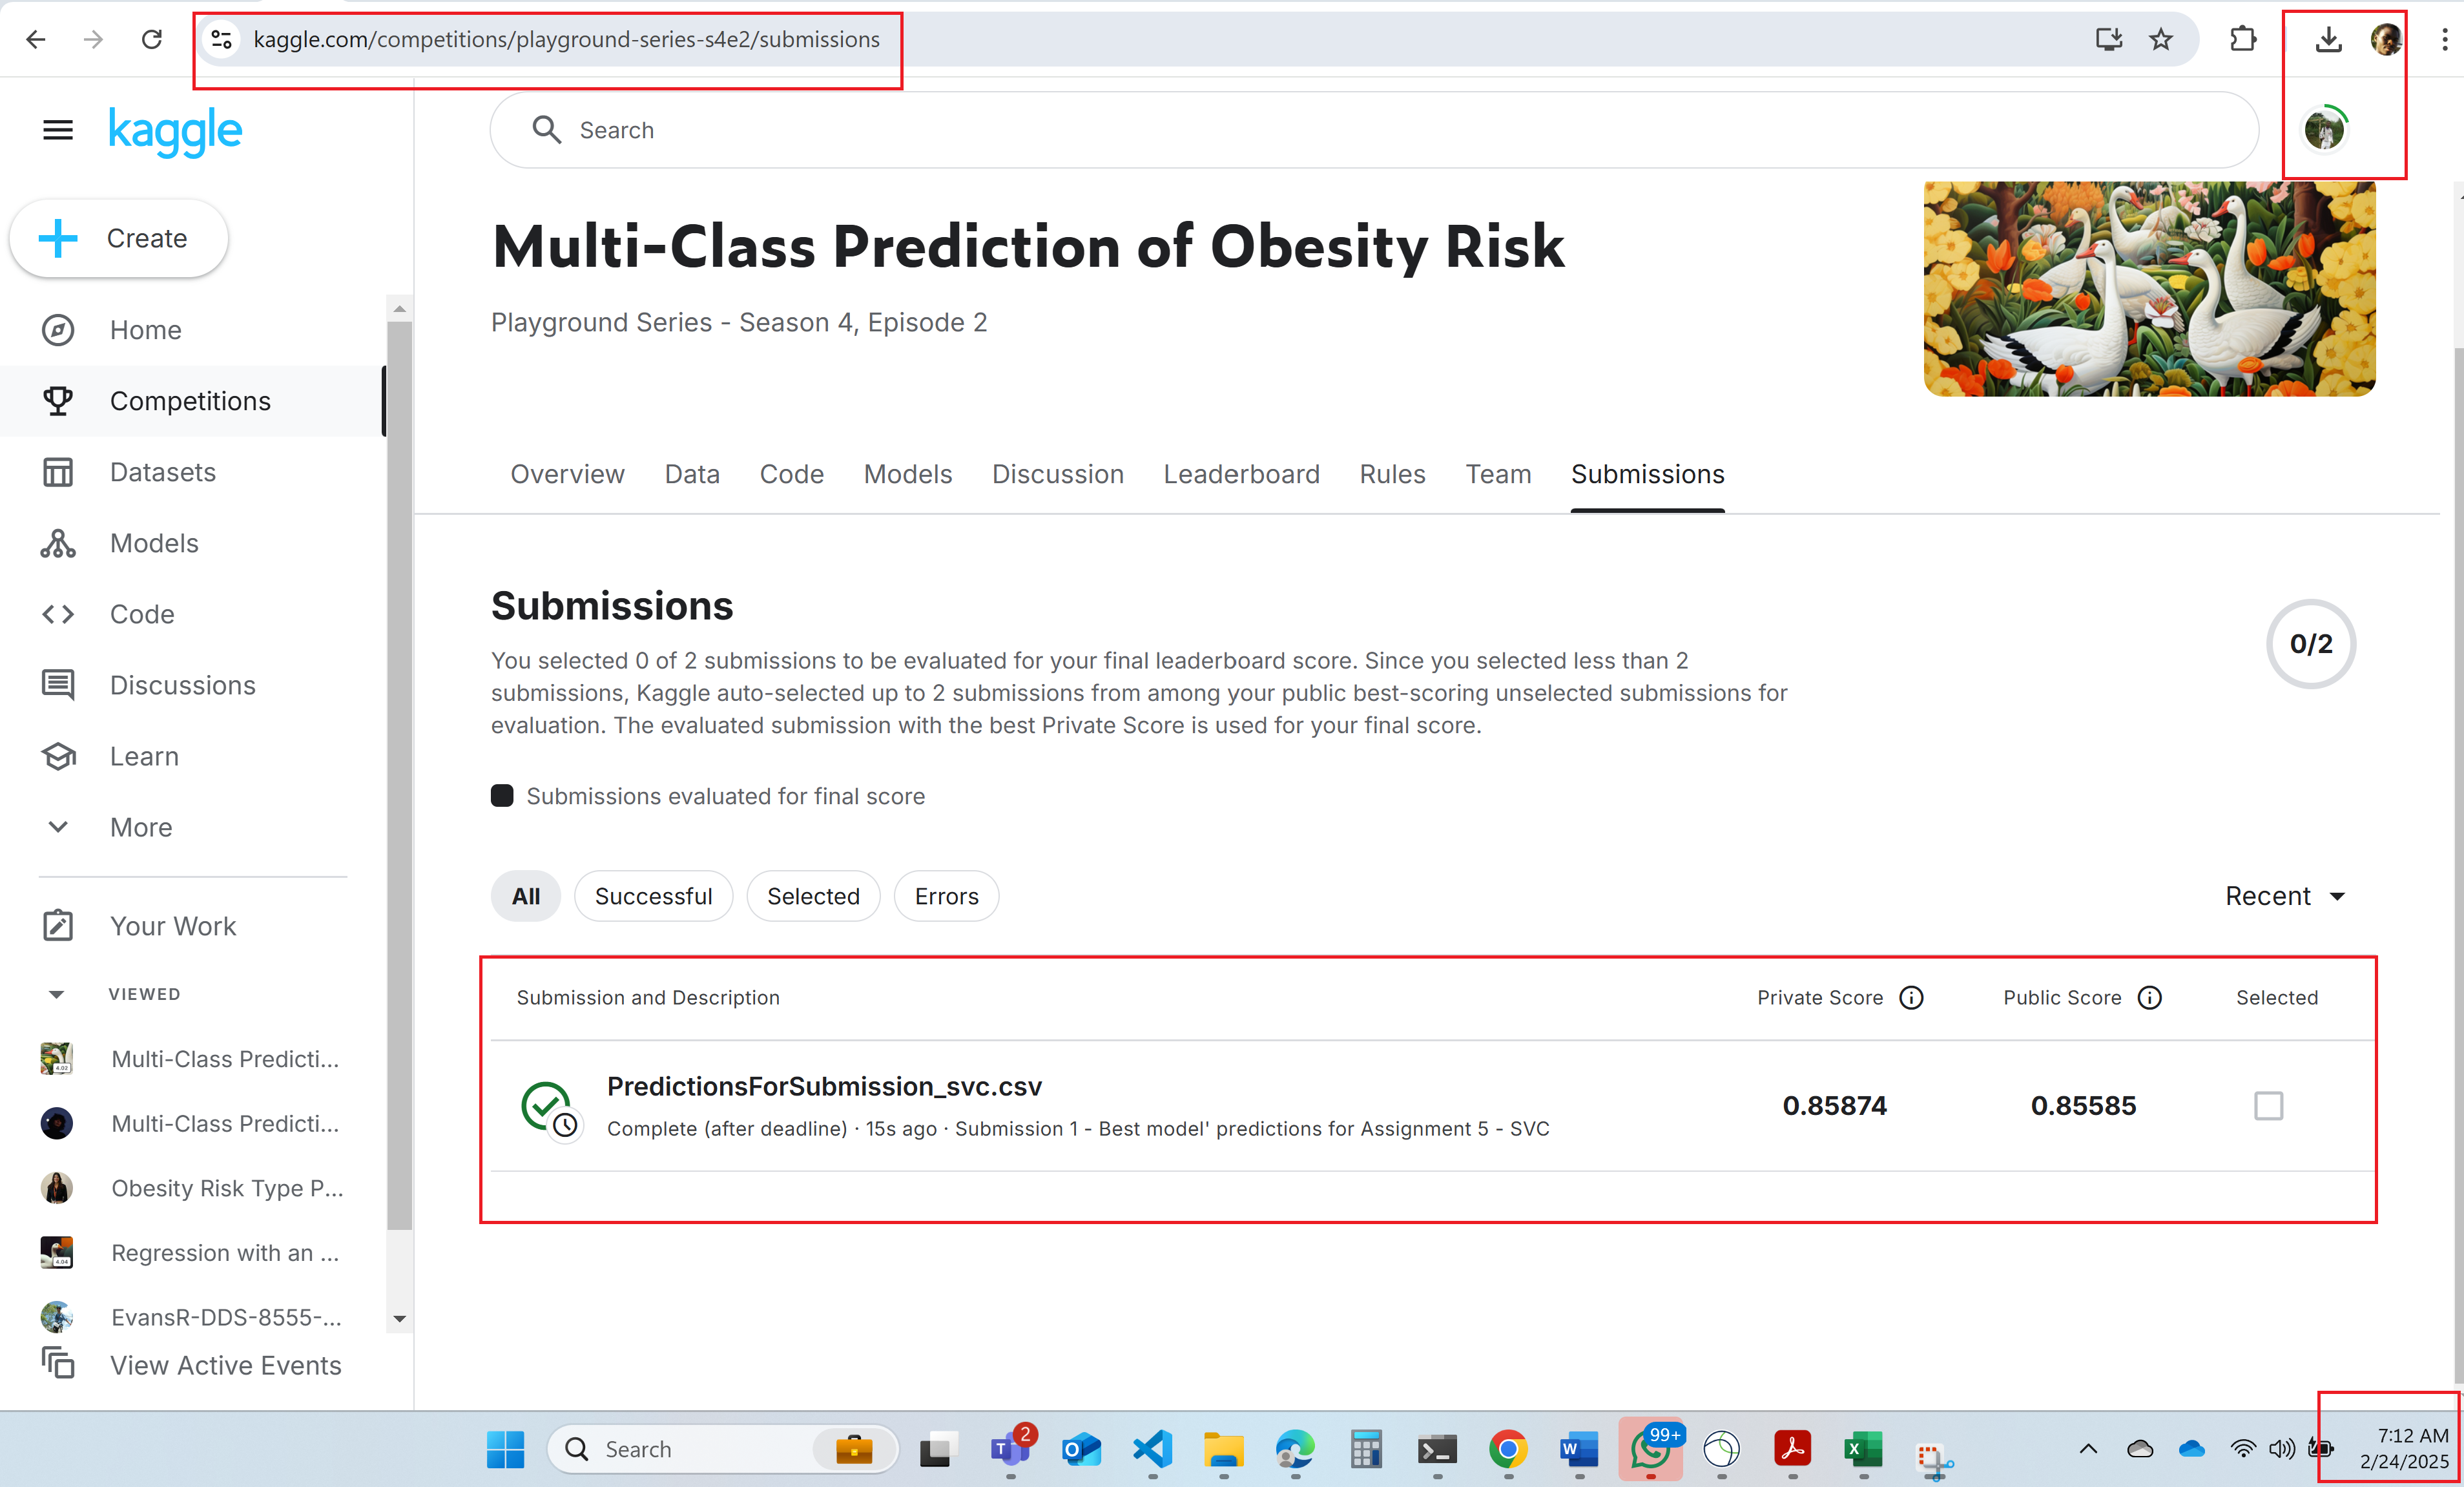 kaggle.com/competitions/playground-series-s4e2/submissions
kaggle
Search
Create
Multi-Class Prediction of Obesity Risk
Playground Series - Season 4, Episode 2
Home
Competitions
Datasets
Models
Code
Discussions
Learn
More
Your Work
VIEWED
Multi-Class Predicti...
Multi-Class Predicti...
Obesity Risk Type P...
Regression with an ...
EvansR-DDS-8555-...
View Active Events
Overview Data Code Models Discussion Leaderboard Rules Team Submissions
Submissions
0/2
You selected 0 of 2 submissions to be evaluated for your final leaderboard score. Since you selected less than 2
submissions, Kaggle auto-selected up to 2 submissions from among your public best-scoring unselected submissions for
evaluation. The evaluated submission with the best Private Score is used for your final score.
Submissions evaluated for final score
All Successful Selected Errors Recent
Submission and Description Private Score Public Score Selected
PredictionsForSubmission_svc.csv 0.85874 0.85585
Complete (after deadline) · 15s ago · Submission 1 - Best model' predictions for Assignment 5 - SVC
Search
2
99+
7:12 AM
2/24/2025